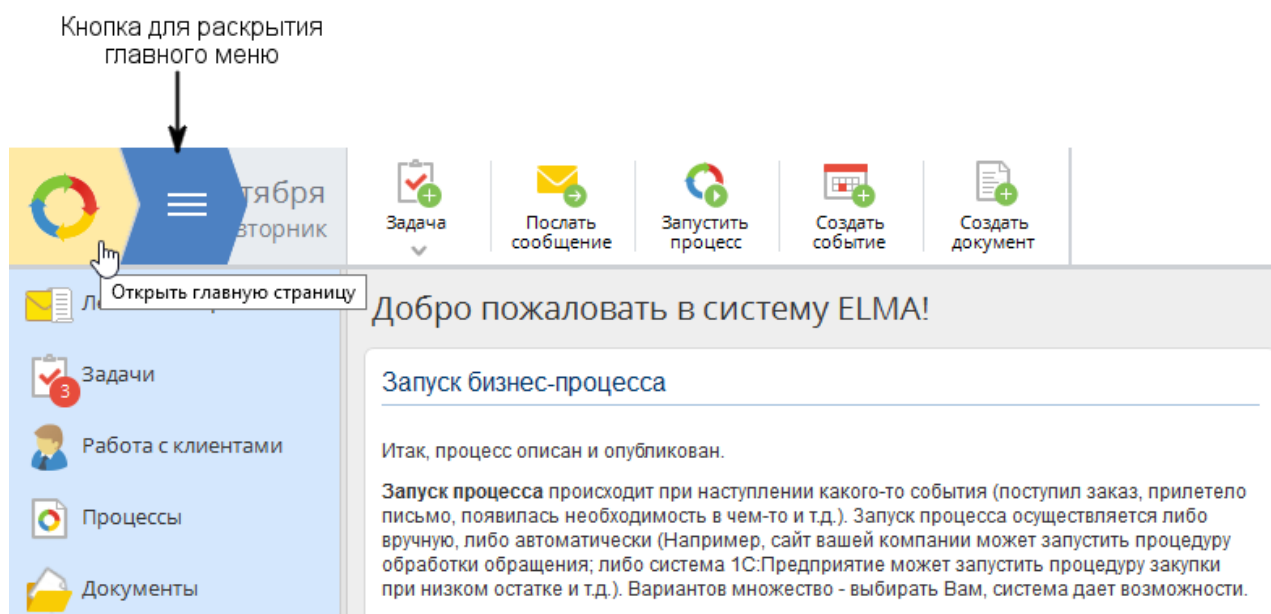 Кнопка для раскрытия
главного меню
тября
вторник
Задача
Послать
сообщение
Запустить
процесс
Создать
событие
Создать
документ
Открыть главную страницу
Добро пожаловать в систему ELMA!
Задачи
3
Работа с клиентами
Процессы
Документы
Запуск бизнес-процесса
Итак, процесс описан и опубликован.
Запуск процесса происходит при наступлении какого-то события (поступил заказ, прилетело
письмо, появилась необходимость в чем-то и т.д.). Запуск процесса осуществляется либо
вручную, либо автоматически (Например, сайт вашей компании может запустить процедуру
обработки обращения; либо система 1С:Предприятие может запустить процедуру закупки
при низком остатке и т.д.). Вариантов множество - выбирать Вам, система дает возможности.